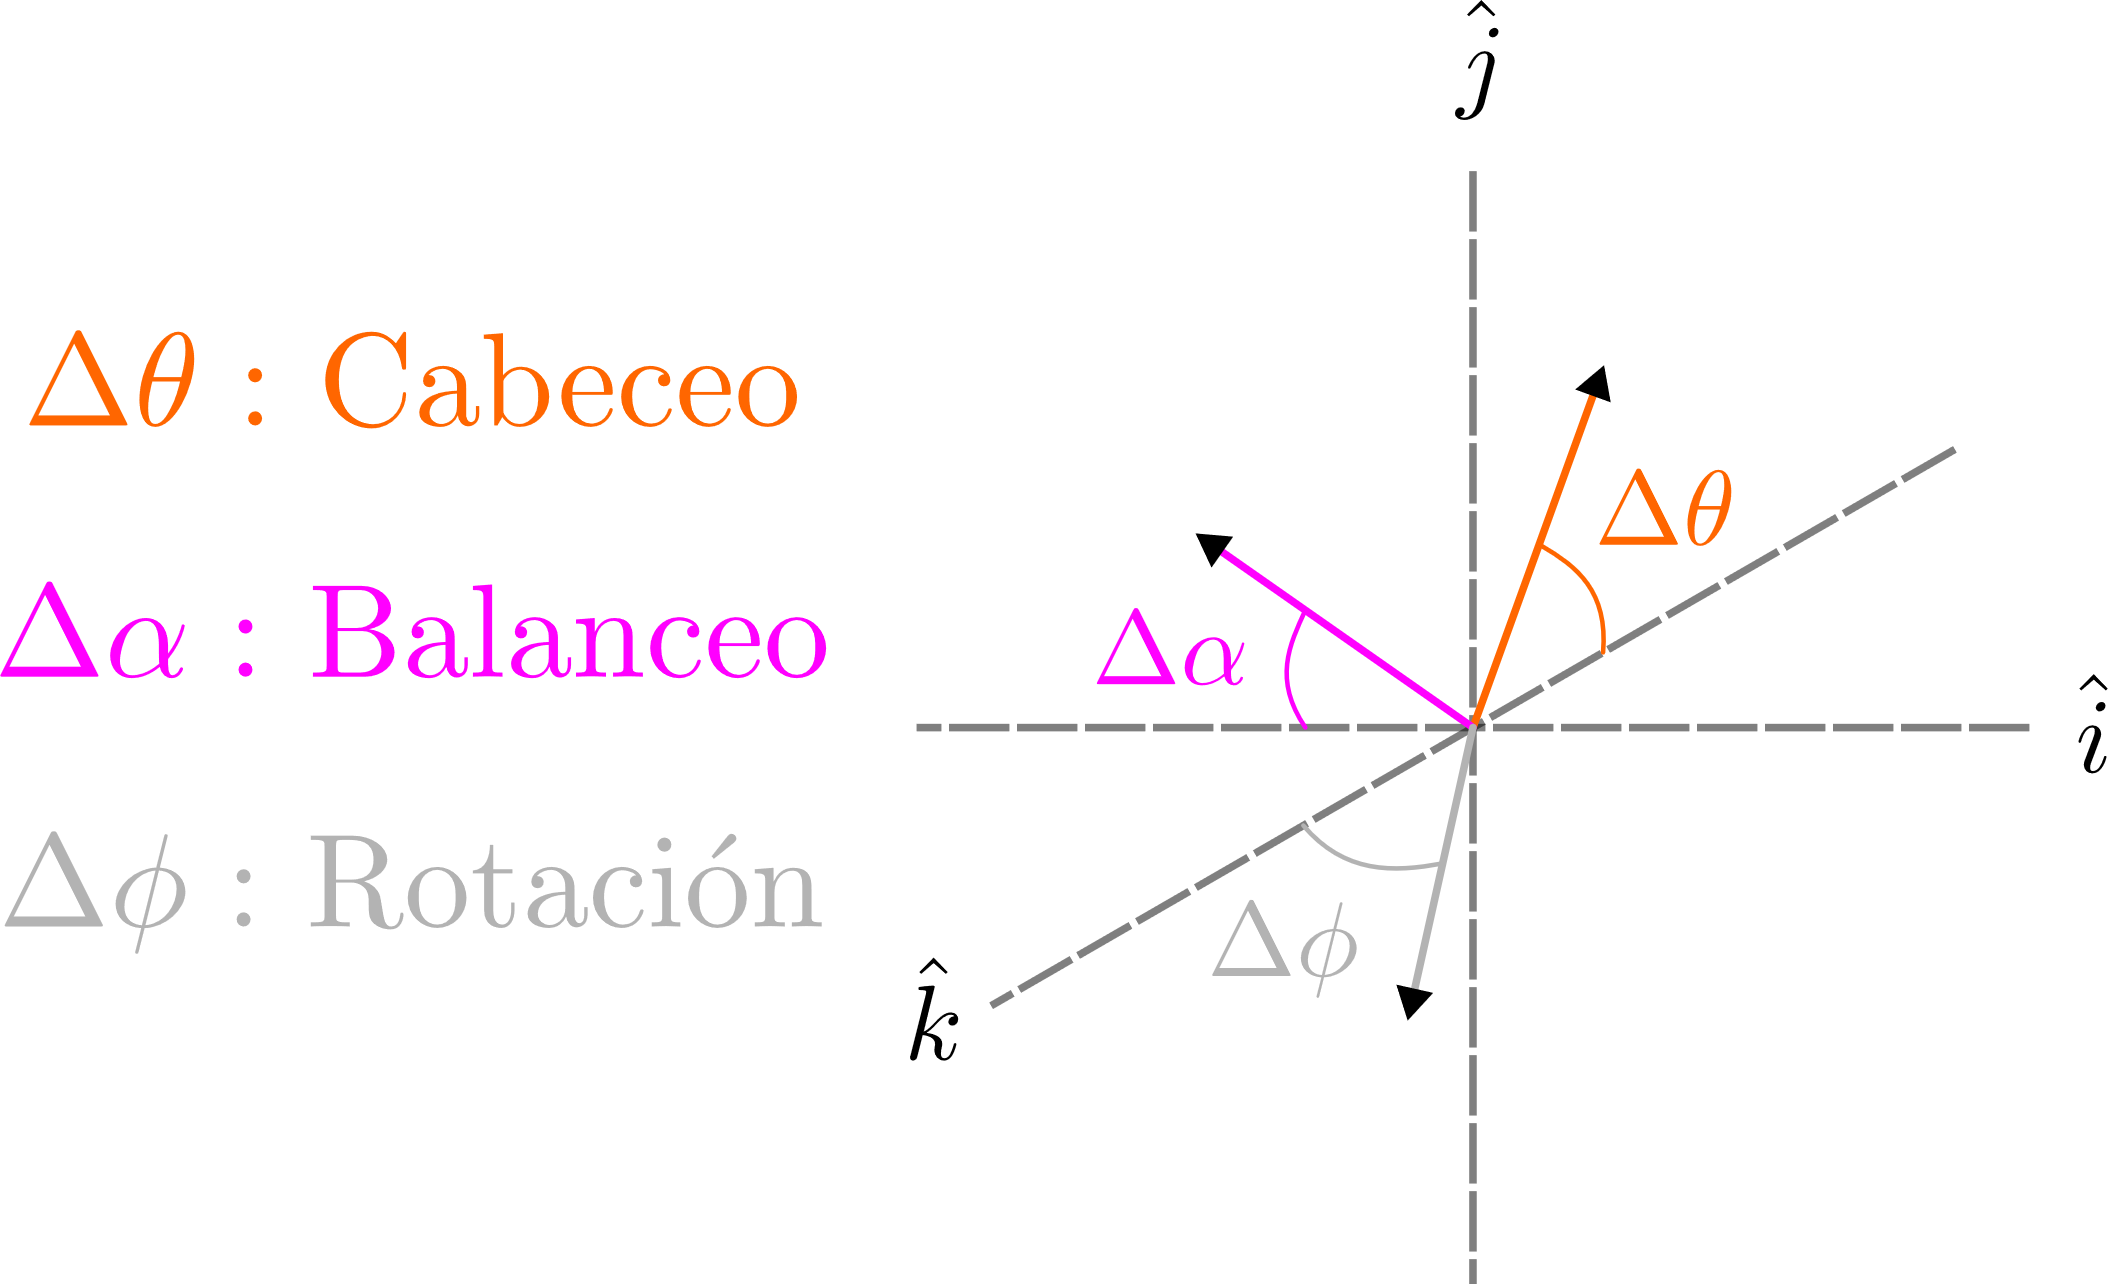 ĵ
Δθ : Cabeceo
Δθ
Δα : Balanceo
Δα
î
Δϕ : Rotación
Δϕ
k̂